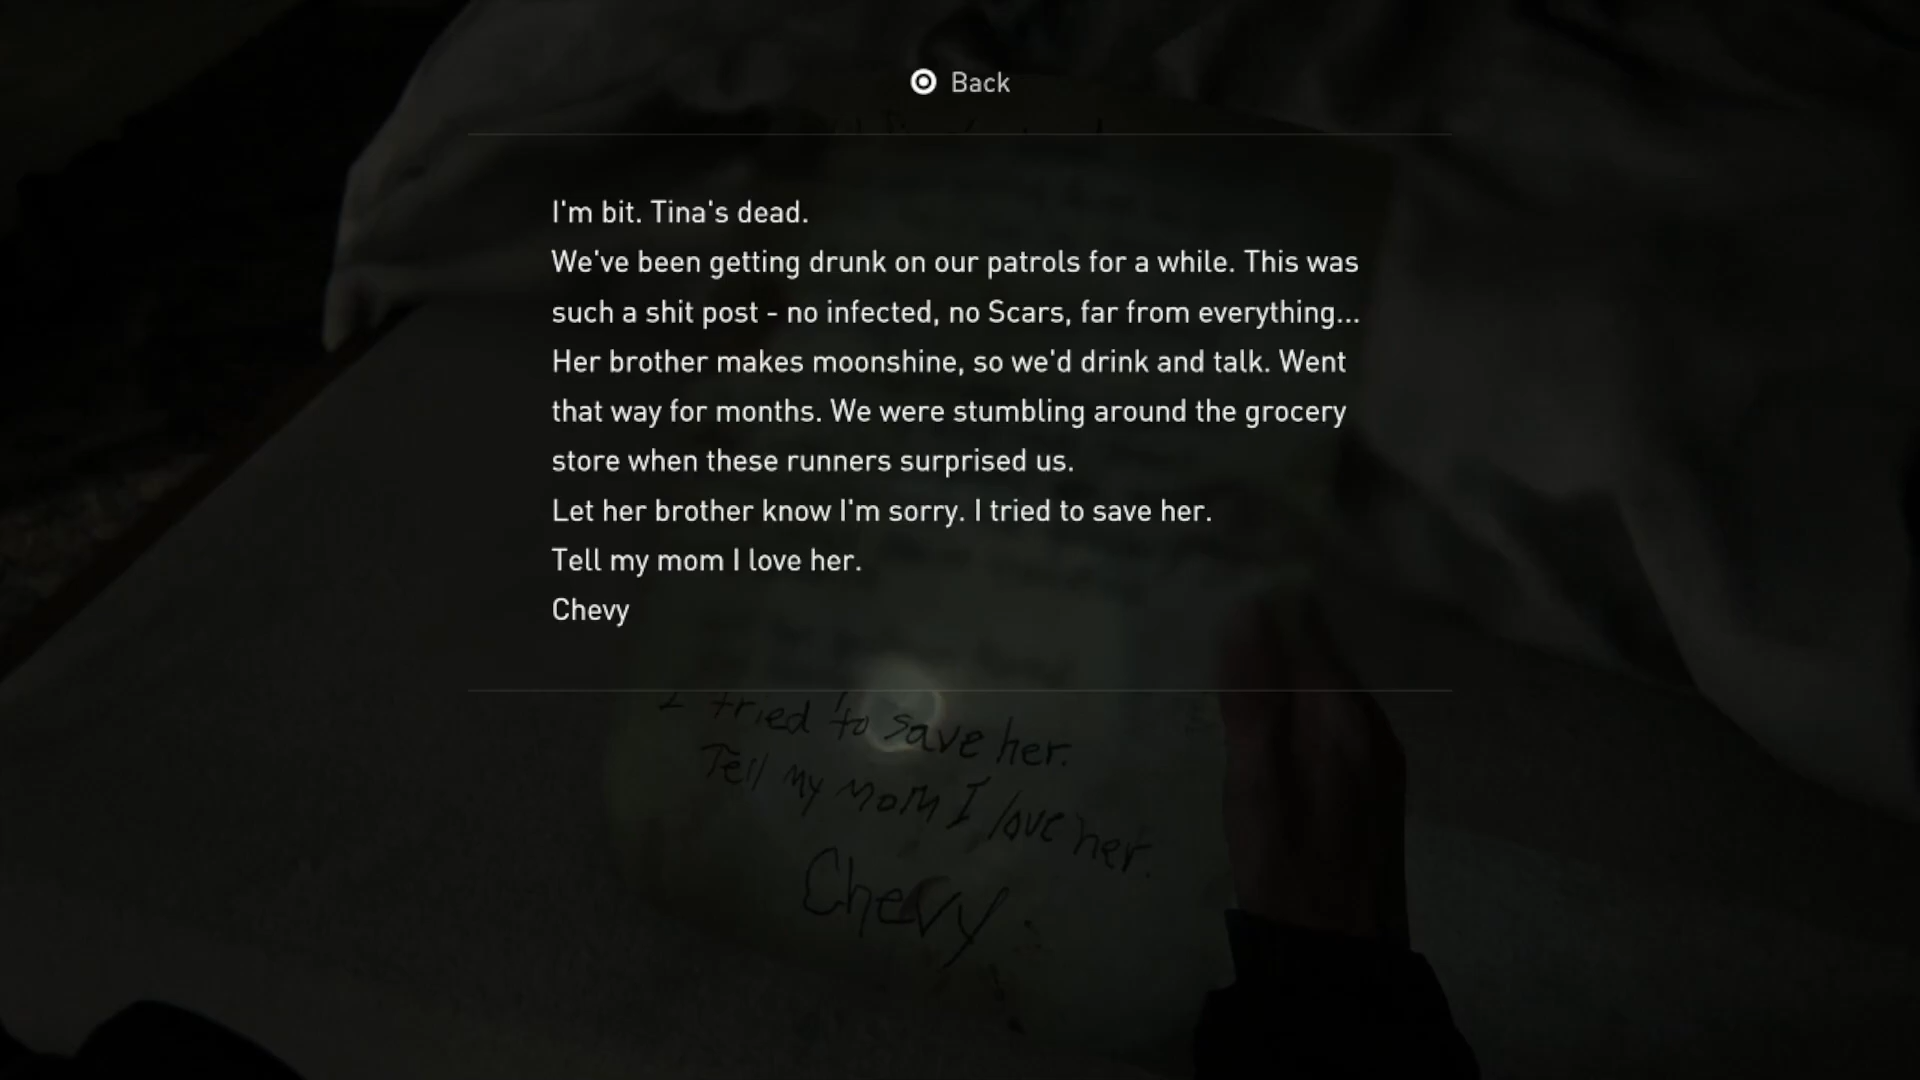 Back
I'm bit. Tina's dead.
We've been getting drunk on our patrols for a while. This was
such a shit post - no infected, no Scars, far from everything...
Her brother makes moonshine, so we'd drink and talk. Went
that way for months. We were stumbling around the grocery
store when these runners surprised us.
Let her brother know I'm sorry. I tried to save her.
Tell my mom I love her.
Chevy
I tried to save her.
Tell my mom I love her.
Chevy